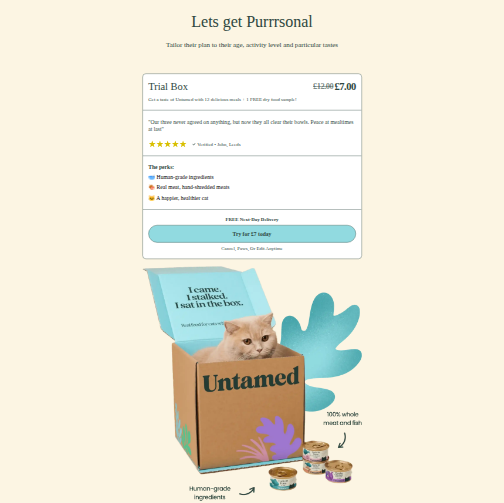 Lets get Purrrsonal
Tailor their plan to their age, activity level and particular tastes
Trial Box £12.00 £7.00
Get a taste of Untamed with 12 delicious meals + 1 FREE dry food sample!
"Our three never agreed on anything, but now they all clear their bowls. Peace at mealtimes
at last"
★★★★★ ✓ Verified • John, Leeds
The perks:
🥣 Human-grade ingredients
🥩 Real meat, hand-shredded meats
😺 A happier, healthier cat
FREE Next-Day Delivery
Try for £7 today
Cancel, Pause, Or Edit Anytime.
I came.
I stalked.
I sat in the box.
Untamed
100% whole
meat and fish
Human-grade
ingredients